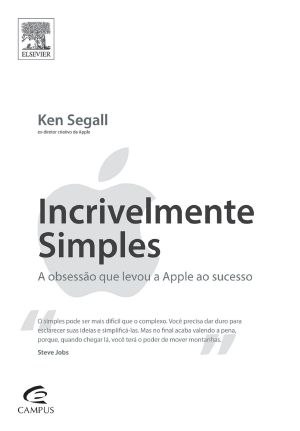 ELSEVIER
Ken Segall
ex-diretor criativo da Apple
Incrivelmente
Simples
A obsessão que levou a Apple ao sucesso
“
O simples pode ser mais difícil que o complexo. Você precisa dar duro para
esclarecer suas ideias e simplificá-las. Mas no final acaba valendo a pena,
porque, quando chegar lá, você terá o poder de mover montanhas.
”
Steve Jobs
CAMPUS